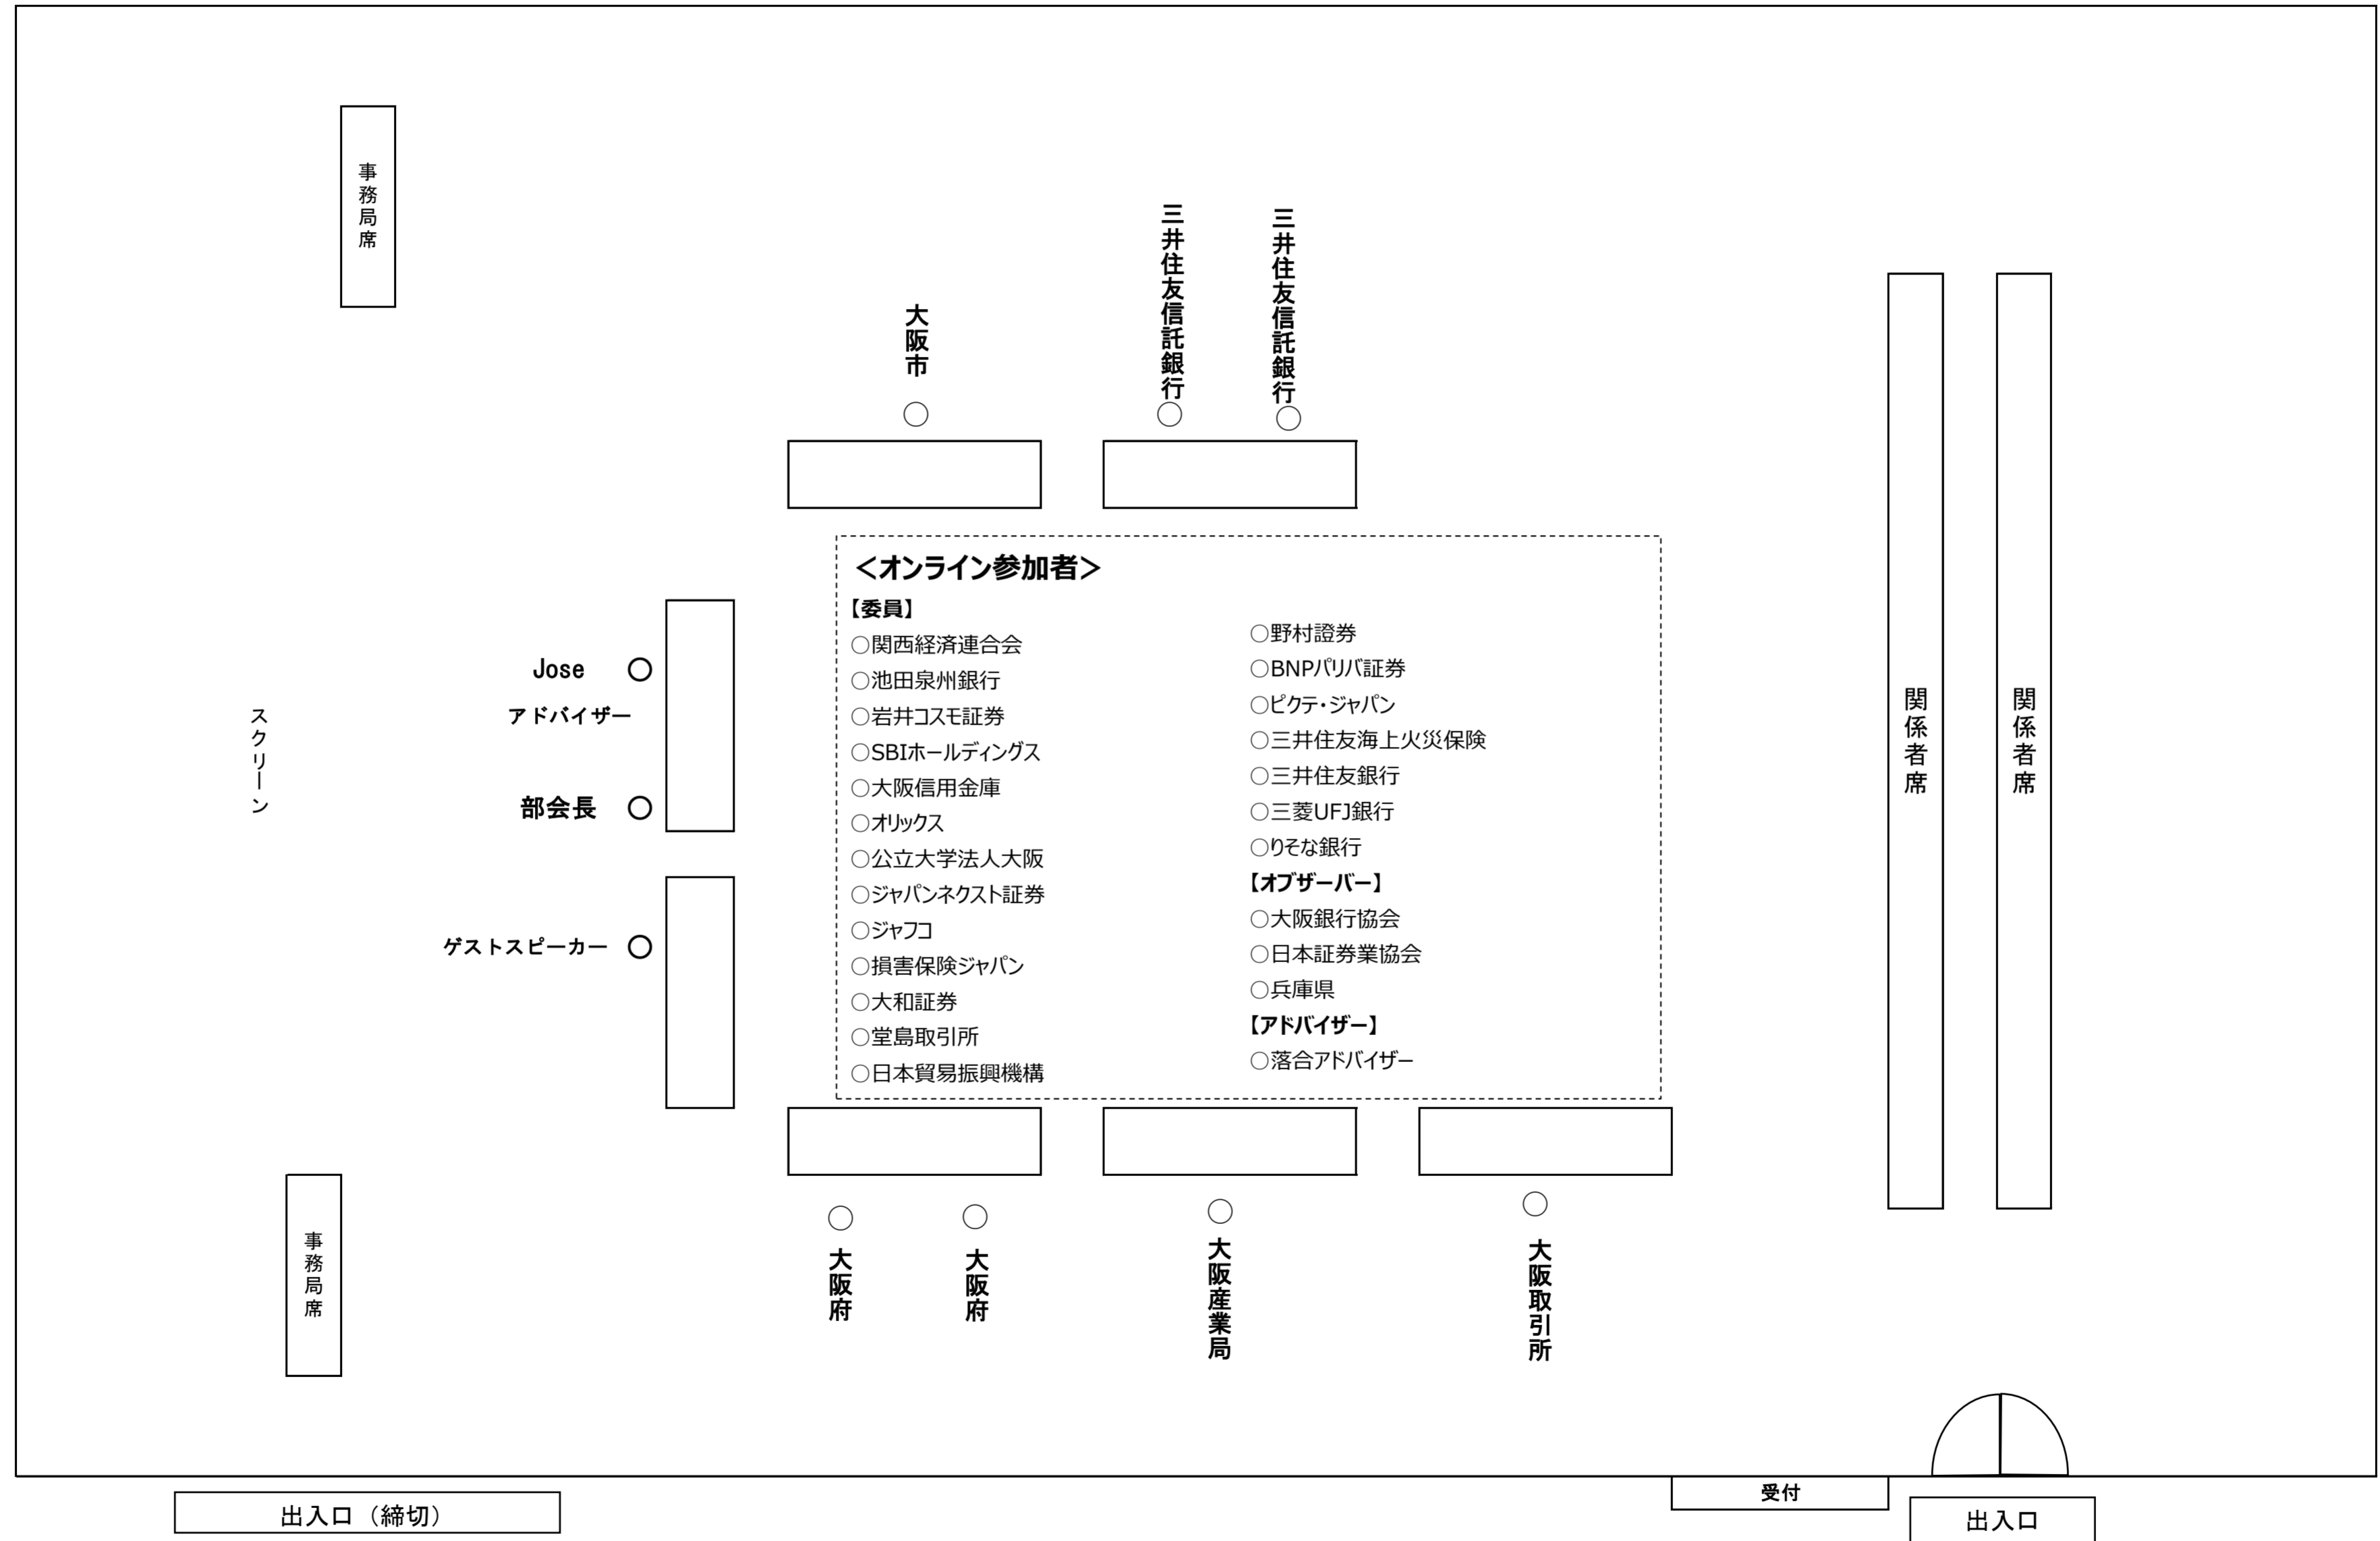 事務局席
大阪市
三井住友信託銀行
三井住友信託銀行
スクリーン
Jose
アドバイザー
部会長
ゲストスピーカー
＜オンライン参加者＞
【委員】
○関西経済連合会
○池田泉州銀行
○岩井コスモ証券
○SBIホールディングス
○大阪信用金庫
○オリックス
○公立大学法人大阪
○ジャパンネクスト証券
○ジャフコ
○損害保険ジャパン
○大和証券
○堂島取引所
○日本貿易振興機構
○野村證券
○BNPパリバ証券
○ピクテ・ジャパン
○三井住友海上火災保険
○三井住友銀行
○三菱UFJ銀行
○りそな銀行
【オブザーバー】
○大阪銀行協会
○日本証券業協会
○兵庫県
【アドバイザー】
○落合アドバイザー
関係者席
関係者席
事務局席
大阪府
大阪府
大阪産業局
大阪取引所
出入口（締切）
受付
出入口